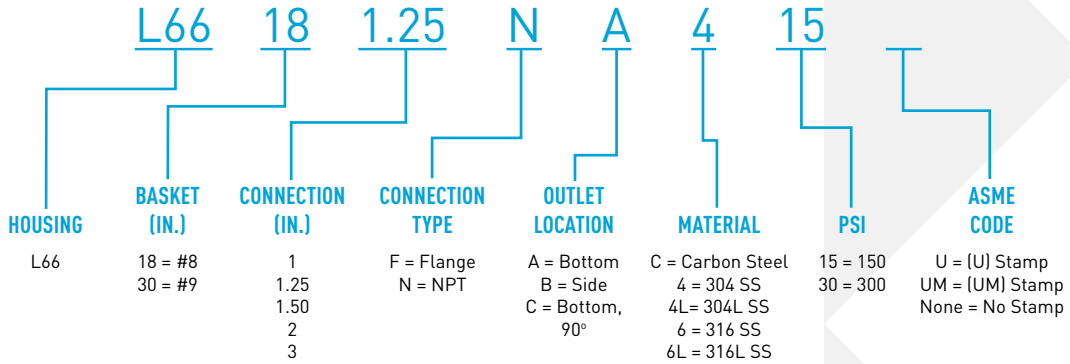 L66 18 1.25 N A 4 15
HOUSING
L66
BASKET
(IN.)
18 = #8
30 = #9
CONNECTION
(IN.)
1
1.25
1.50
2
3
CONNECTION
TYPE
F = Flange
N = NPT
OUTLET
LOCATION
A = Bottom
B = Side
C = Bottom,
90°
MATERIAL
C = Carbon Steel
4 = 304 SS
4L= 304L SS
6 = 316 SS
6L = 316L SS
PSI
15 = 150
30 = 300
ASME
CODE
U = (U) Stamp
UM = (UM) Stamp
None = No Stamp